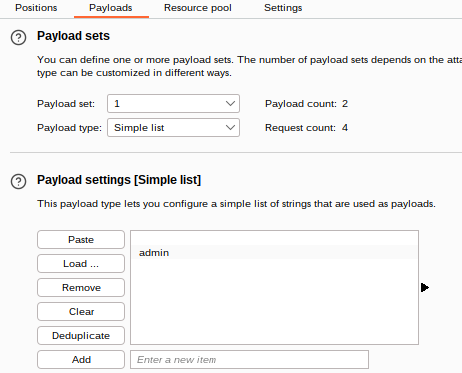 Positions Payloads Resource pool Settings
? Payload sets
You can define one or more payload sets. The number of payload sets depends on the atta
type can be customized in different ways.
Payload set: 1 Payload count: 2
Payload type: Simple list Request count: 4
? Payload settings [Simple list]
This payload type lets you configure a simple list of strings that are used as payloads.
Paste
admin
Load ...
Remove
Clear
Deduplicate
Add Enter a new item